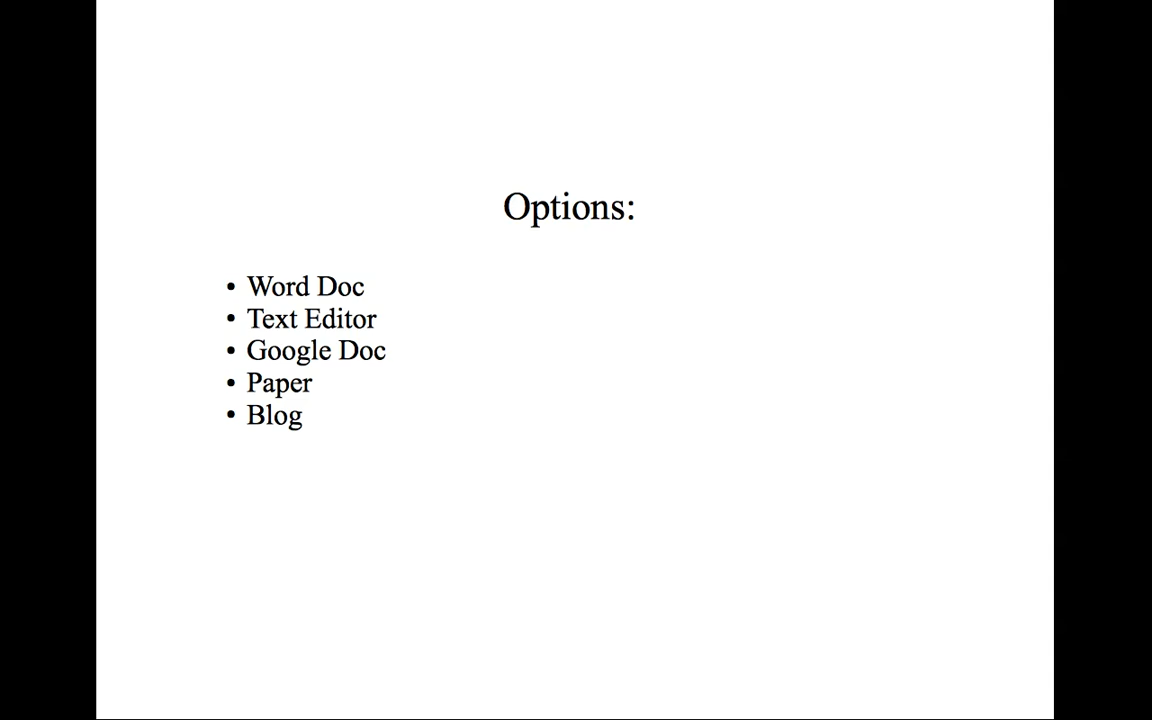 Options:
• Word Doc
• Text Editor
• Google Doc
• Paper
• Blog